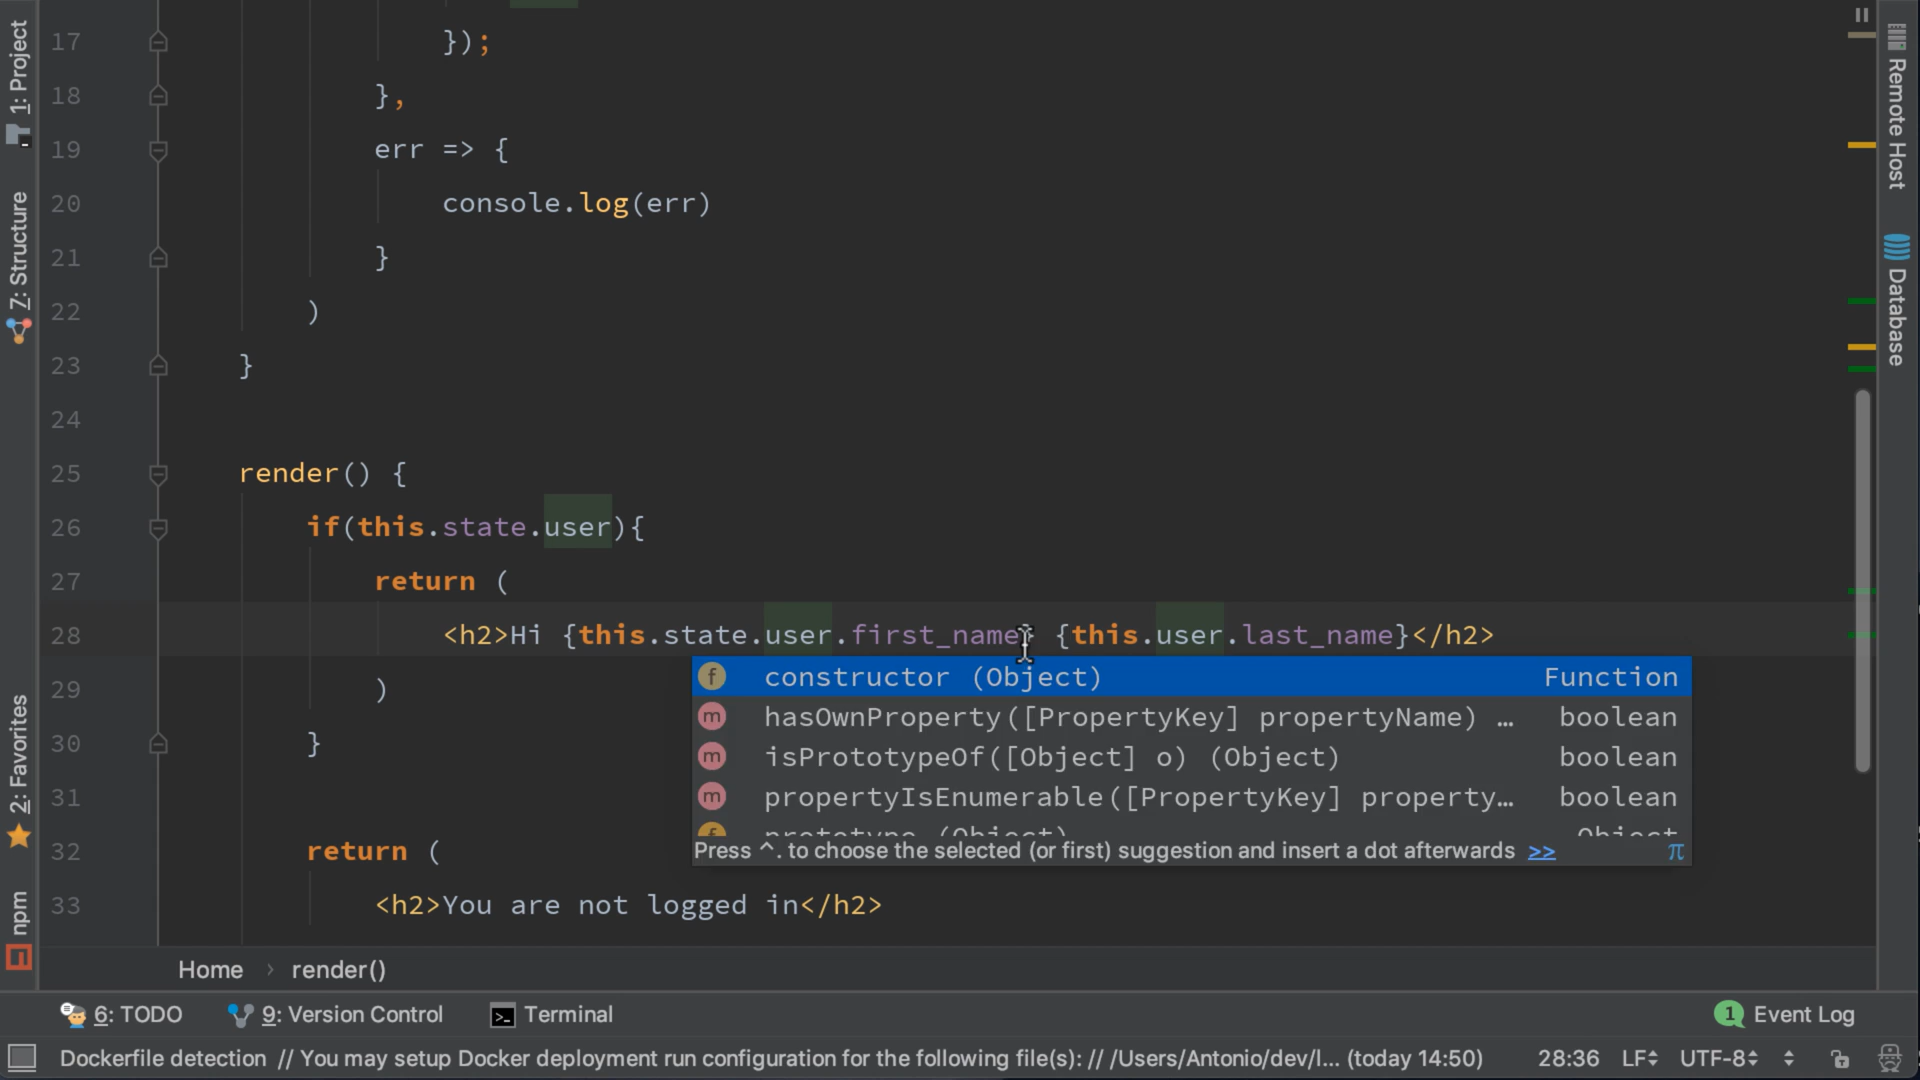 1: Project
7: Structure
2: Favorites
npm
17 });
18 },
19 err => {
20 console.log(err)
21 }
22 )
23 }
24
25 render() {
26 if(this.state.user){
27 return (
28 <h2>Hi {this.state.user.first_name} {this.user.last_name}</h2>
29 )
30 }
31
32 return (
33 <h2>You are not logged in</h2>
f constructor (Object) Function
m hasOwnProperty([PropertyKey] propertyName) … boolean
m isPrototypeOf([Object] o) (Object) boolean
m propertyIsEnumerable([PropertyKey] property… boolean
f prototype (Object) Object
Press ^. to choose the selected (or first) suggestion and insert a dot afterwards >> π
Remote Host
Database
Home › render()
6: TODO 9: Version Control Terminal 1 Event Log
Dockerfile detection // You may setup Docker deployment run configuration for the following file(s): // /Users/Antonio/dev/l... (today 14:50) 28:36 LF UTF-8